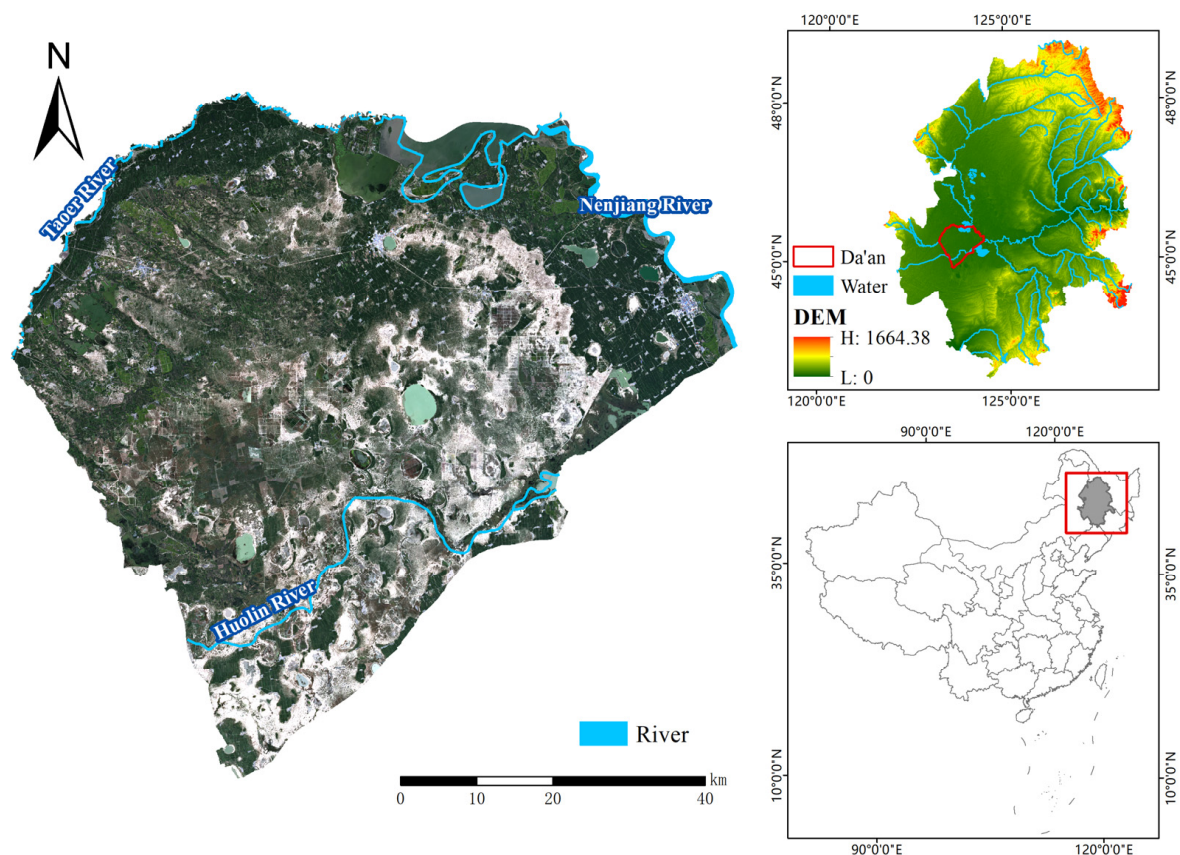 N
Taoer River
Nenjiang River
Huolin River
River
km
0
10
20
40
120°0'0"E
125°0'0"E
48°0'0"N
48°0'0"N
45°0'0"N
45°0'0"N
Da'an
Water
DEM
H: 1664.38
L: 0
120°0'0"E
125°0'0"E
90°0'0"E
120°0'0"E
35°0'0"N
35°0'0"N
10°0'0"N
10°0'0"N
90°0'0"E
120°0'0"E